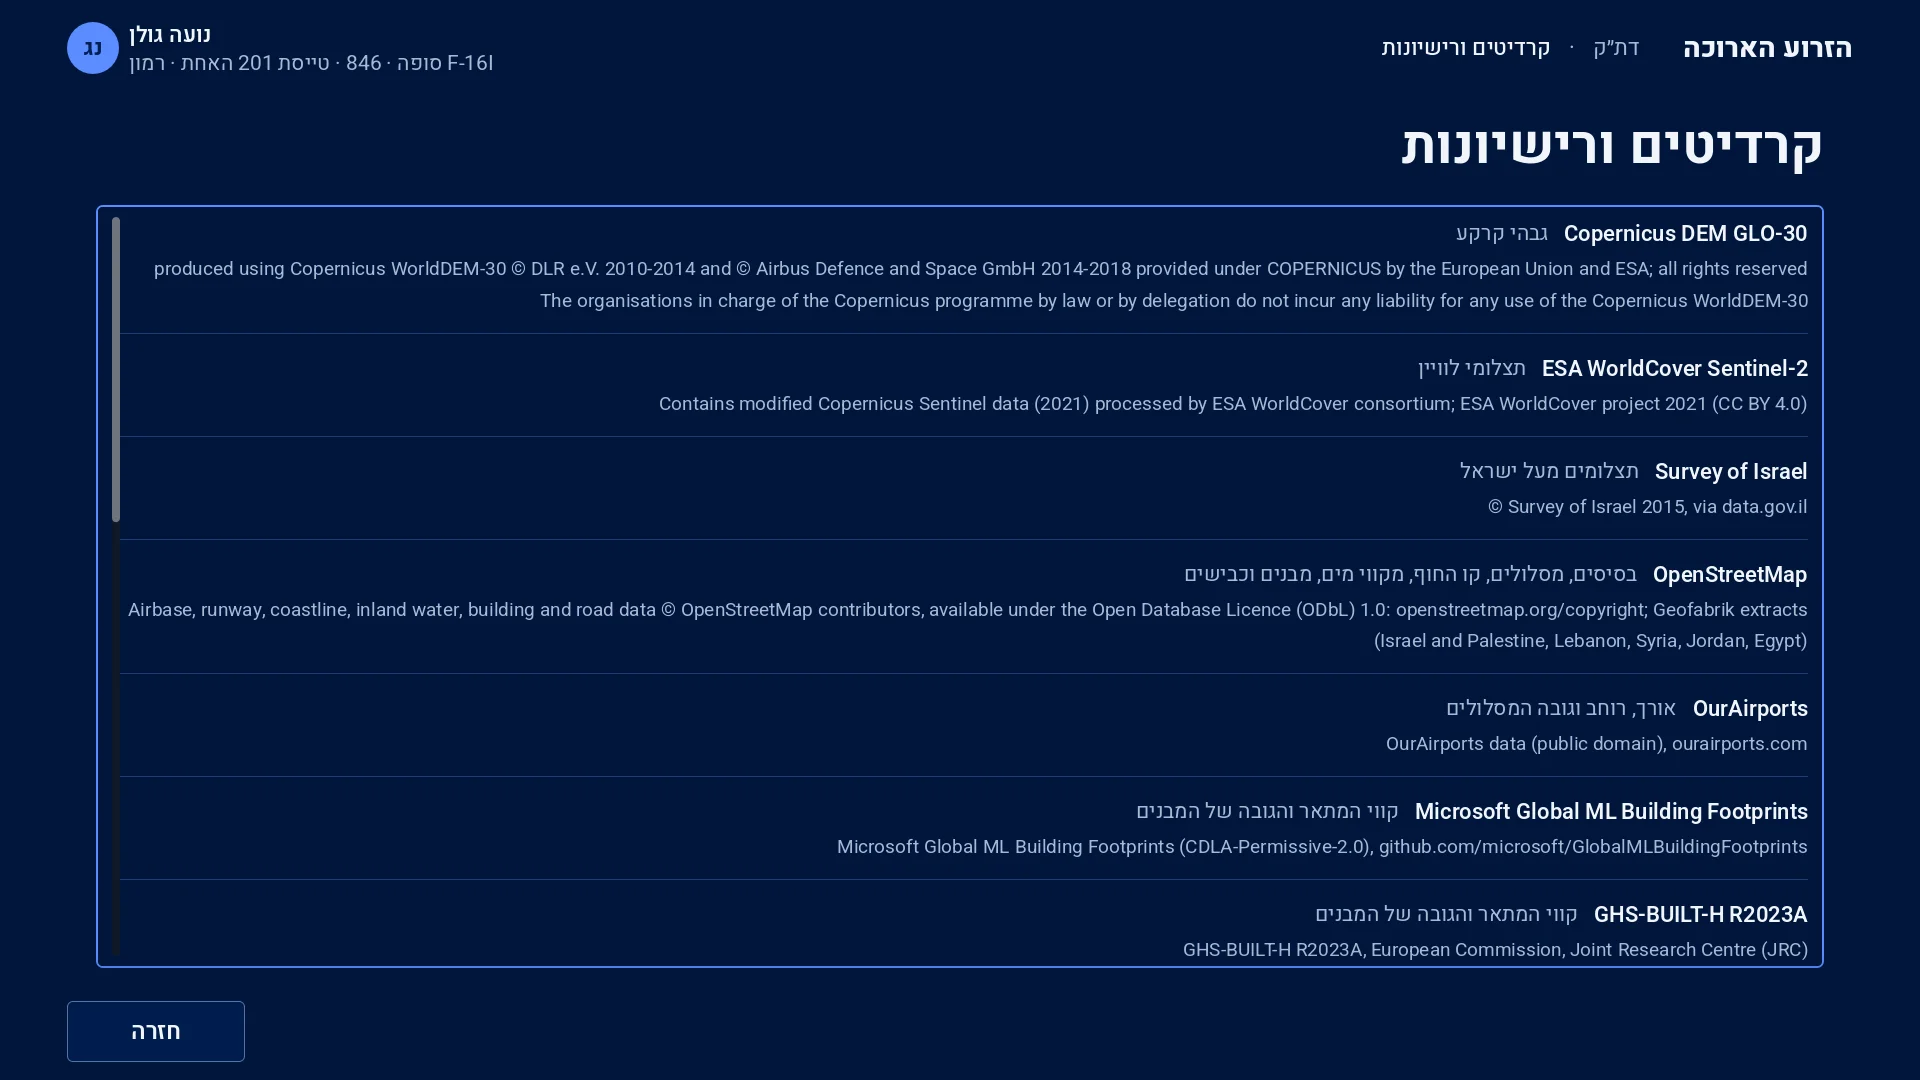 הזרוע הארוכה
דת״ק · קרדיטים ורישיונות
נועה גולן
F-16I סופה · 846 · טייסת 201 האחת · רמון
נג
קרדיטים ורישיונות
Copernicus DEM GLO-30 גבהי קרקע
produced using Copernicus WorldDEM-30 © DLR e.V. 2010-2014 and © Airbus Defence and Space GmbH 2014-2018 provided under COPERNICUS by the European Union and ESA; all rights reserved
The organisations in charge of the Copernicus programme by law or by delegation do not incur any liability for any use of the Copernicus WorldDEM-30
ESA WorldCover Sentinel-2 תצלומי לוויין
Contains modified Copernicus Sentinel data (2021) processed by ESA WorldCover consortium; ESA WorldCover project 2021 (CC BY 4.0)
Survey of Israel תצלומים מעל ישראל
© Survey of Israel 2015, via data.gov.il
OpenStreetMap בסיסים, מסלולים, קו החוף, מקווי מים, מבנים וכבישים
Airbase, runway, coastline, inland water, building and road data © OpenStreetMap contributors, available under the Open Database Licence (ODbL) 1.0: openstreetmap.org/copyright; Geofabrik extracts
(Israel and Palestine, Lebanon, Syria, Jordan, Egypt)
OurAirports אורך, רוחב וגובה המסלולים
OurAirports data (public domain), ourairports.com
Microsoft Global ML Building Footprints קווי המתאר והגובה של המבנים
Microsoft Global ML Building Footprints (CDLA-Permissive-2.0), github.com/microsoft/GlobalMLBuildingFootprints
GHS-BUILT-H R2023A קווי המתאר והגובה של המבנים
GHS-BUILT-H R2023A, European Commission, Joint Research Centre (JRC)
חזרה